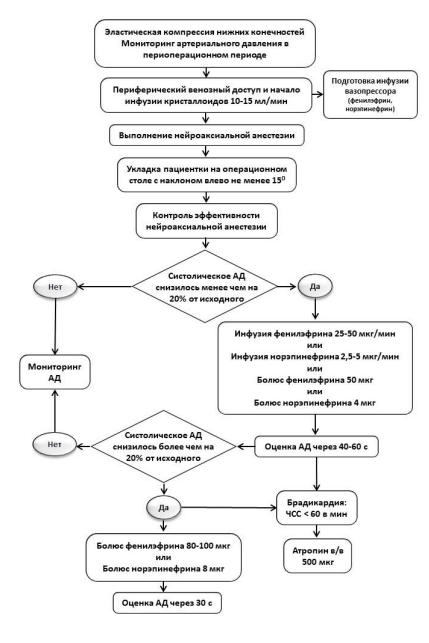 Эластическая компрессия нижних конечностей
Мониторинг артериального давления в
периоперационном периоде
Периферический венозный доступ и начало
инфузии кристаллоидов 10-15 мл/мин
Подготовка инфузии
вазопрессора
(фенилэфрин,
норэпинефрин)
Выполнение нейроаксиальной анестезии
Укладка пациентки на операционном
столе с наклоном влево не менее 15⁰
Контроль эффективности
нейроаксиальной анестезии
Систолическое АД
снизилось менее чем на
20% от исходного
Нет
Да
Инфузия фенилэфрина 25-50 мкг/мин
или
Инфузия норэпинефрина 2,5-5 мкг/мин
или
Болюс фенилэфрина 50 мкг
или
Болюс норэпинефрина 4 мкг
Мониторинг
АД
Систолическое АД
снизилось более чем на
20% от исходного
Нет
Оценка АД через 40-60 с
Да
Брадикардия:
ЧСС < 60 в мин
Болюс фенилэфрина 80-100 мкг
или
Болюс норэпинефрина 8 мкг
Атропин в/в
500 мкг
Оценка АД через 30 с